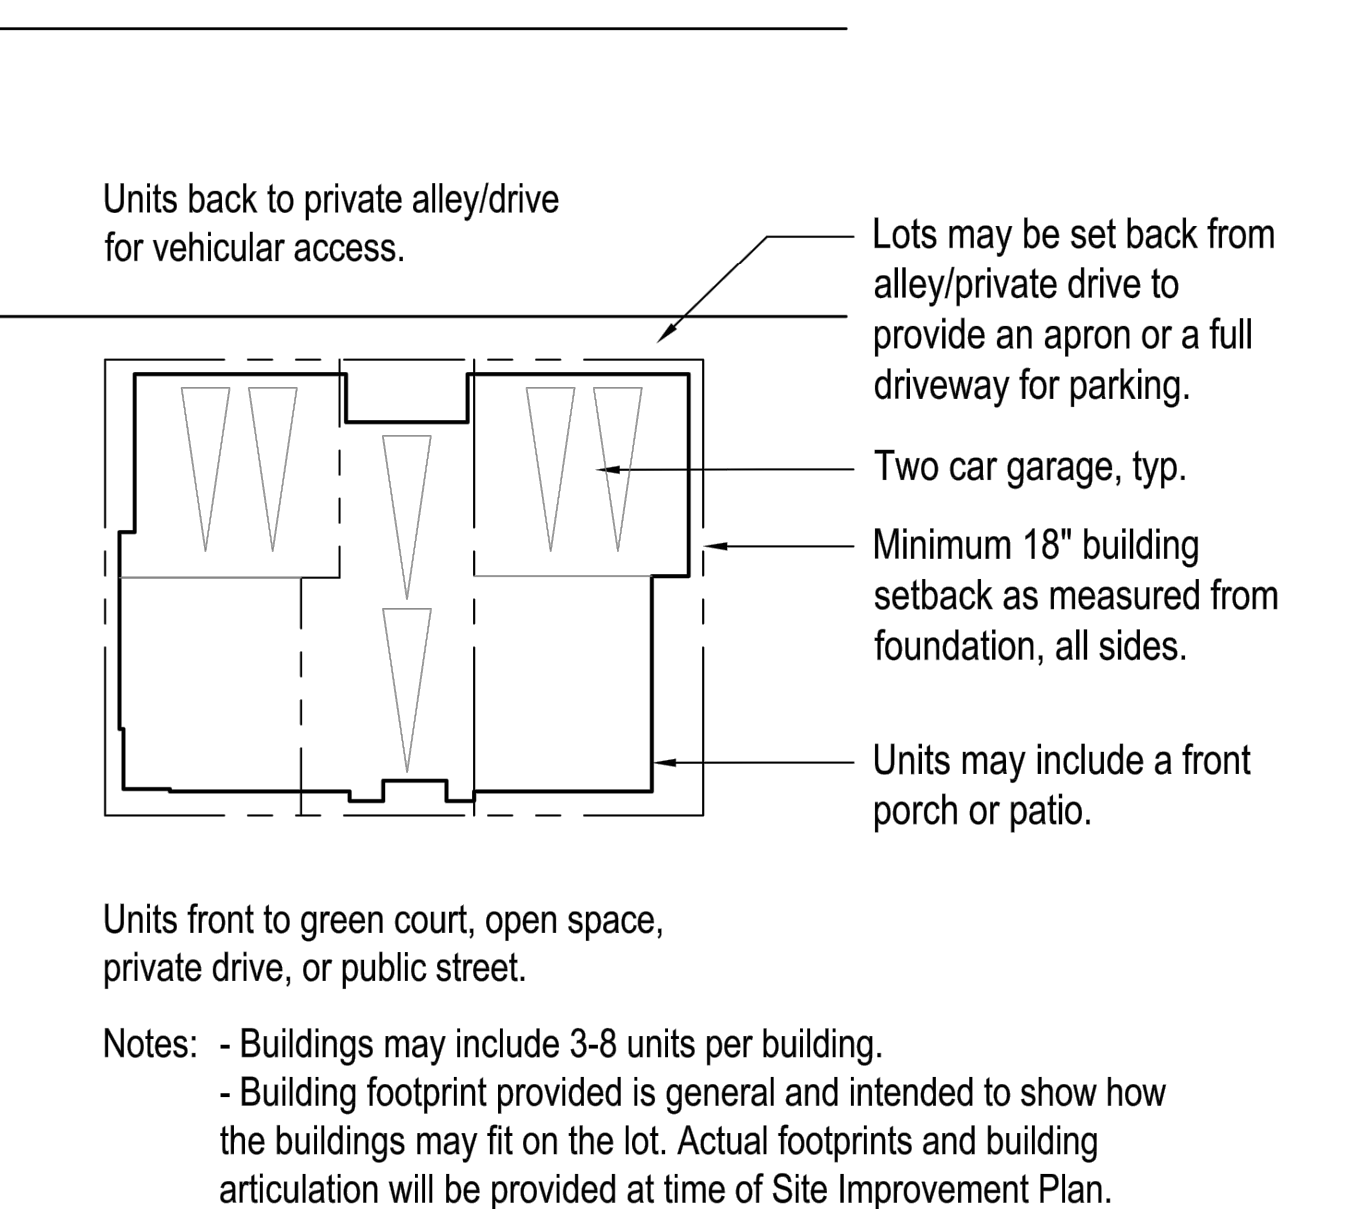 Units back to private alley/drive
for vehicular access.
Lots may be set back from
alley/private drive to
provide an apron or a full
driveway for parking.
Two car garage, typ.
Minimum 18" building
setback as measured from
foundation, all sides.
Units may include a front
porch or patio.
Units front to green court, open space,
private drive, or public street.
Notes: - Buildings may include 3-8 units per building.
- Building footprint provided is general and intended to show how
the buildings may fit on the lot. Actual footprints and building
articulation will be provided at time of Site Improvement Plan.